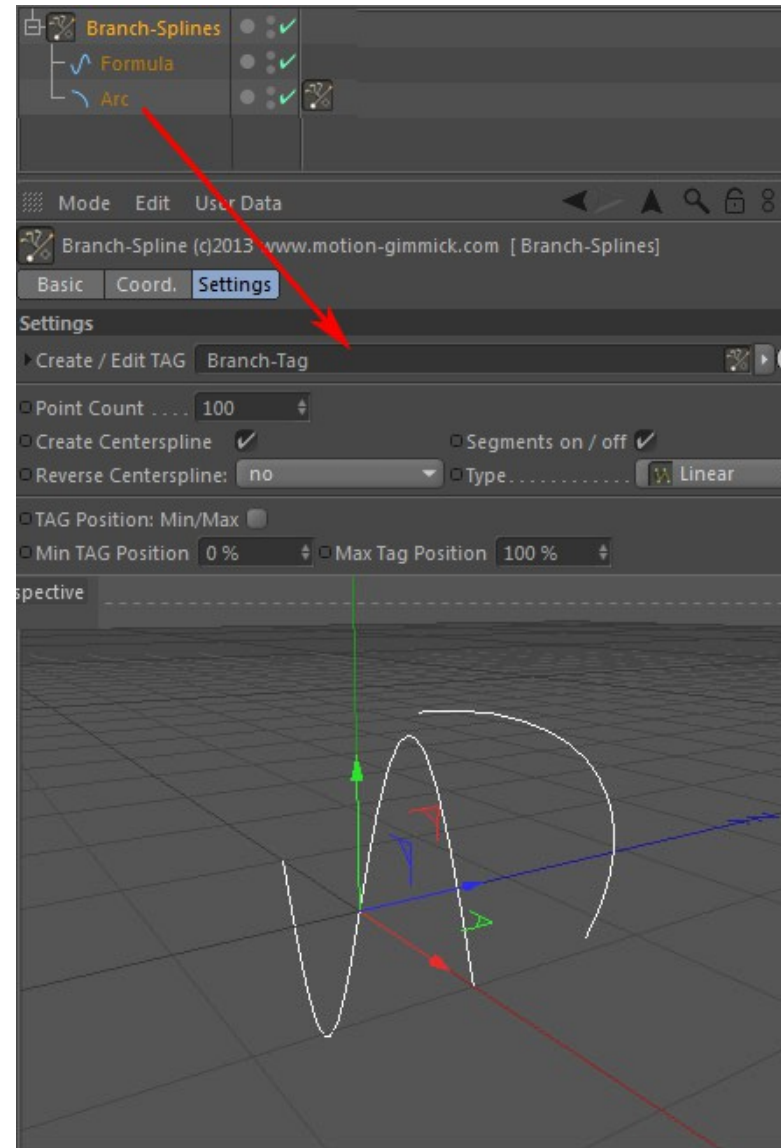 Branch-Splines
Formula
Arc
Mode Edit User Data
Branch-Spline (c)2013 www.motion-gimmick.com [ Branch-Splines]
Basic Coord. Settings
Settings
Create / Edit TAG Branch-Tag
Point Count .... 100
Create Centerspline Segments on / off
Reverse Centerspline: no Type............ Linear
TAG Position: Min/Max
Min TAG Position 0 % Max Tag Position 100 %
spective